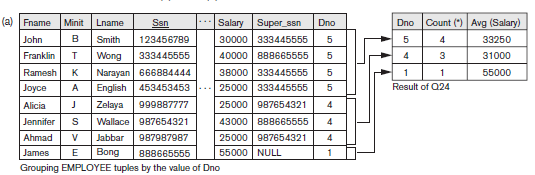 (a) Fname Minit Lname Ssn ··· Salary Super_ssn Dno
John B Smith 123456789 30000 333445555 5
Franklin T Wong 333445555 40000 888665555 5
Ramesh K Narayan 666884444 38000 333445555 5
Joyce A English 453453453 ··· 25000 333445555 5
Alicia J Zelaya 999887777 25000 987654321 4
Jennifer S Wallace 987654321 43000 888665555 4
Ahmad V Jabbar 987987987 25000 987654321 4
James E Bong 888665555 55000 NULL 1
Grouping EMPLOYEE tuples by the value of Dno
Dno Count (*) Avg (Salary)
5 4 33250
4 3 31000
1 1 55000
Result of Q24